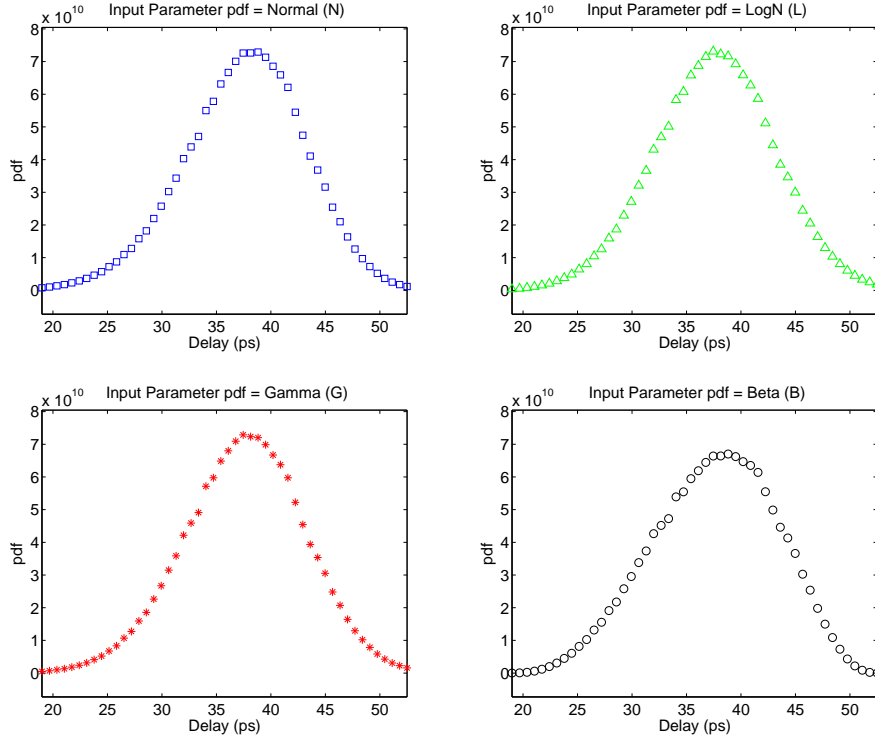 Input Parameter pdf = Normal (N)
x 10^10
8
7
6
5
4
3
2
1
0
pdf
20 25 30 35 40 45 50
Delay (ps)
Input Parameter pdf = LogN (L)
x 10^10
8
7
6
5
4
3
2
1
0
pdf
20 25 30 35 40 45 50
Delay (ps)
Input Parameter pdf = Gamma (G)
x 10^10
8
7
6
5
4
3
2
1
0
pdf
20 25 30 35 40 45 50
Delay (ps)
Input Parameter pdf = Beta (B)
x 10^10
8
7
6
5
4
3
2
1
0
pdf
20 25 30 35 40 45 50
Delay (ps)